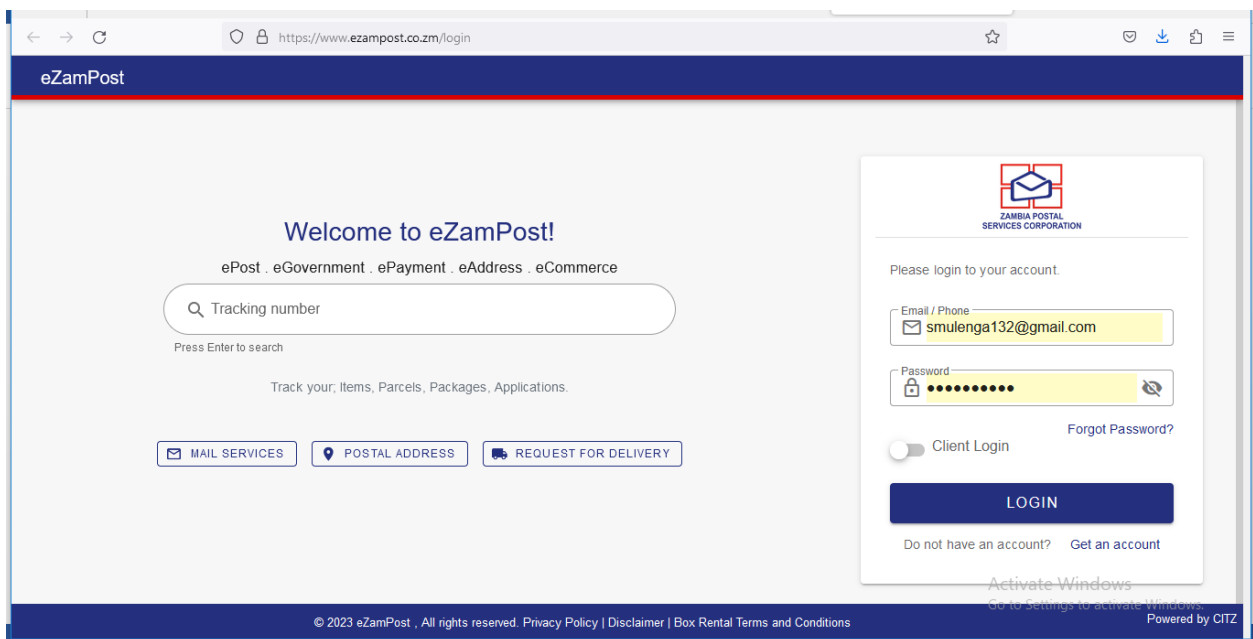 https://www.ezampost.co.zm/login
eZamPost
Welcome to eZamPost!
ePost . eGovernment . ePayment . eAddress . eCommerce
Tracking number
Press Enter to search
Track your; Items, Parcels, Packages, Applications.
MAIL SERVICES
POSTAL ADDRESS
REQUEST FOR DELIVERY
ZAMBIA POSTAL
SERVICES CORPORATION
Please login to your account.
Email / Phone
smulenga132@gmail.com
Password
••••••••••
Forgot Password?
Client Login
LOGIN
Do not have an account? Get an account
Activate Windows
Go to Settings to activate Windows.
© 2023 eZamPost , All rights reserved. Privacy Policy | Disclaimer | Box Rental Terms and Conditions
Powered by CITZ